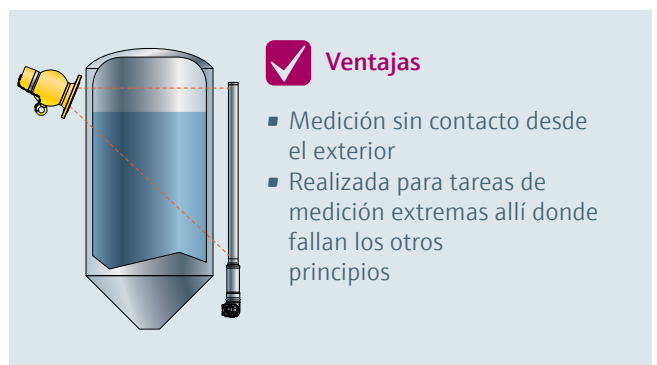 Ventajas
▪ Medición sin contacto desde
el exterior
▪ Realizada para tareas de
medición extremas allí donde
fallan los otros
principios